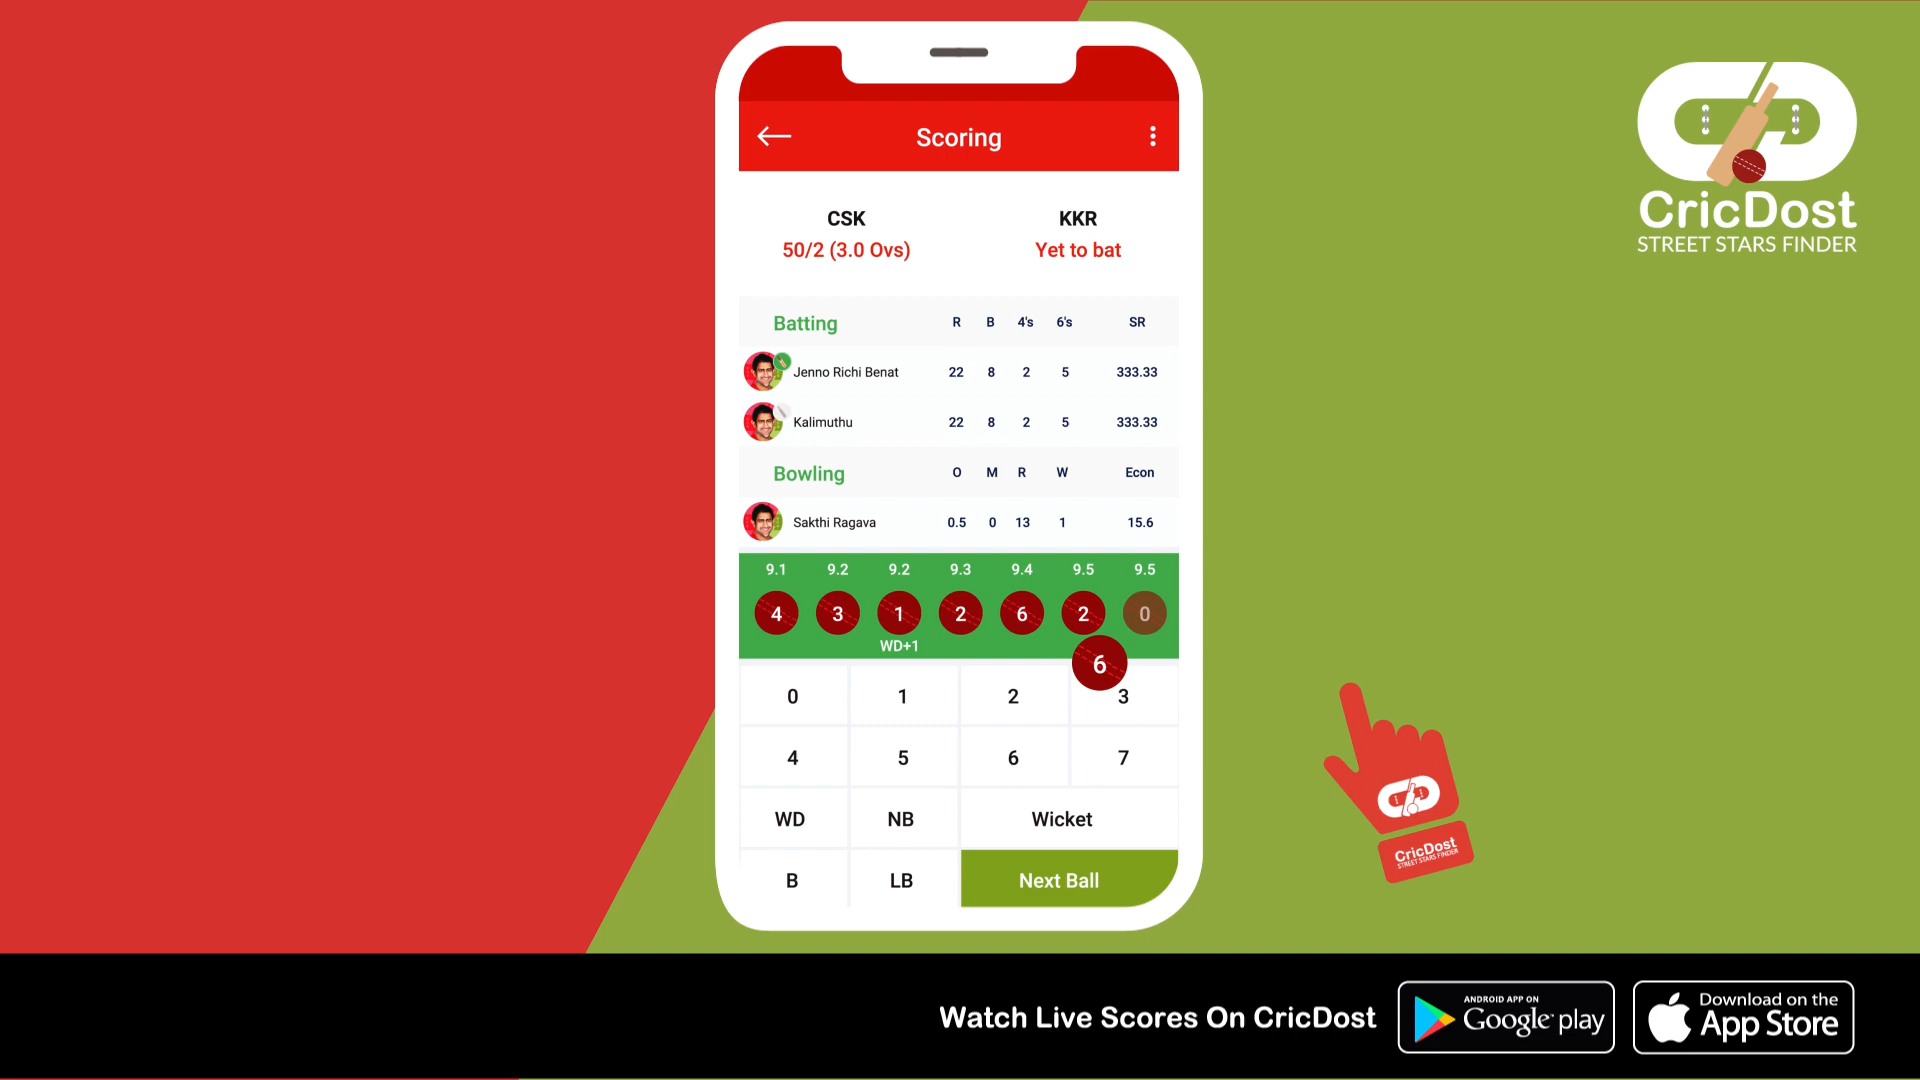 Scoring
CSK KKR
50/2 (3.0 Ovs) Yet to bat
Batting R B 4's 6's SR
Jenno Richi Benat 22 8 2 5 333.33
Kalimuthu 22 8 2 5 333.33
Bowling O M R W Econ
Sakthi Ragava 0.5 0 13 1 15.6
9.1 9.2 9.2 9.3 9.4 9.5 9.5
4 3 1 2 6 2 0
WD+1
6
0 1 2 3
4 5 6 7
WD NB Wicket
B LB Next Ball
CricDost
STREET STARS FINDER
CricDost
STREET STARS FINDER
Watch Live Scores On CricDost
ANDROID APP ON
Google play
Download on the
App Store